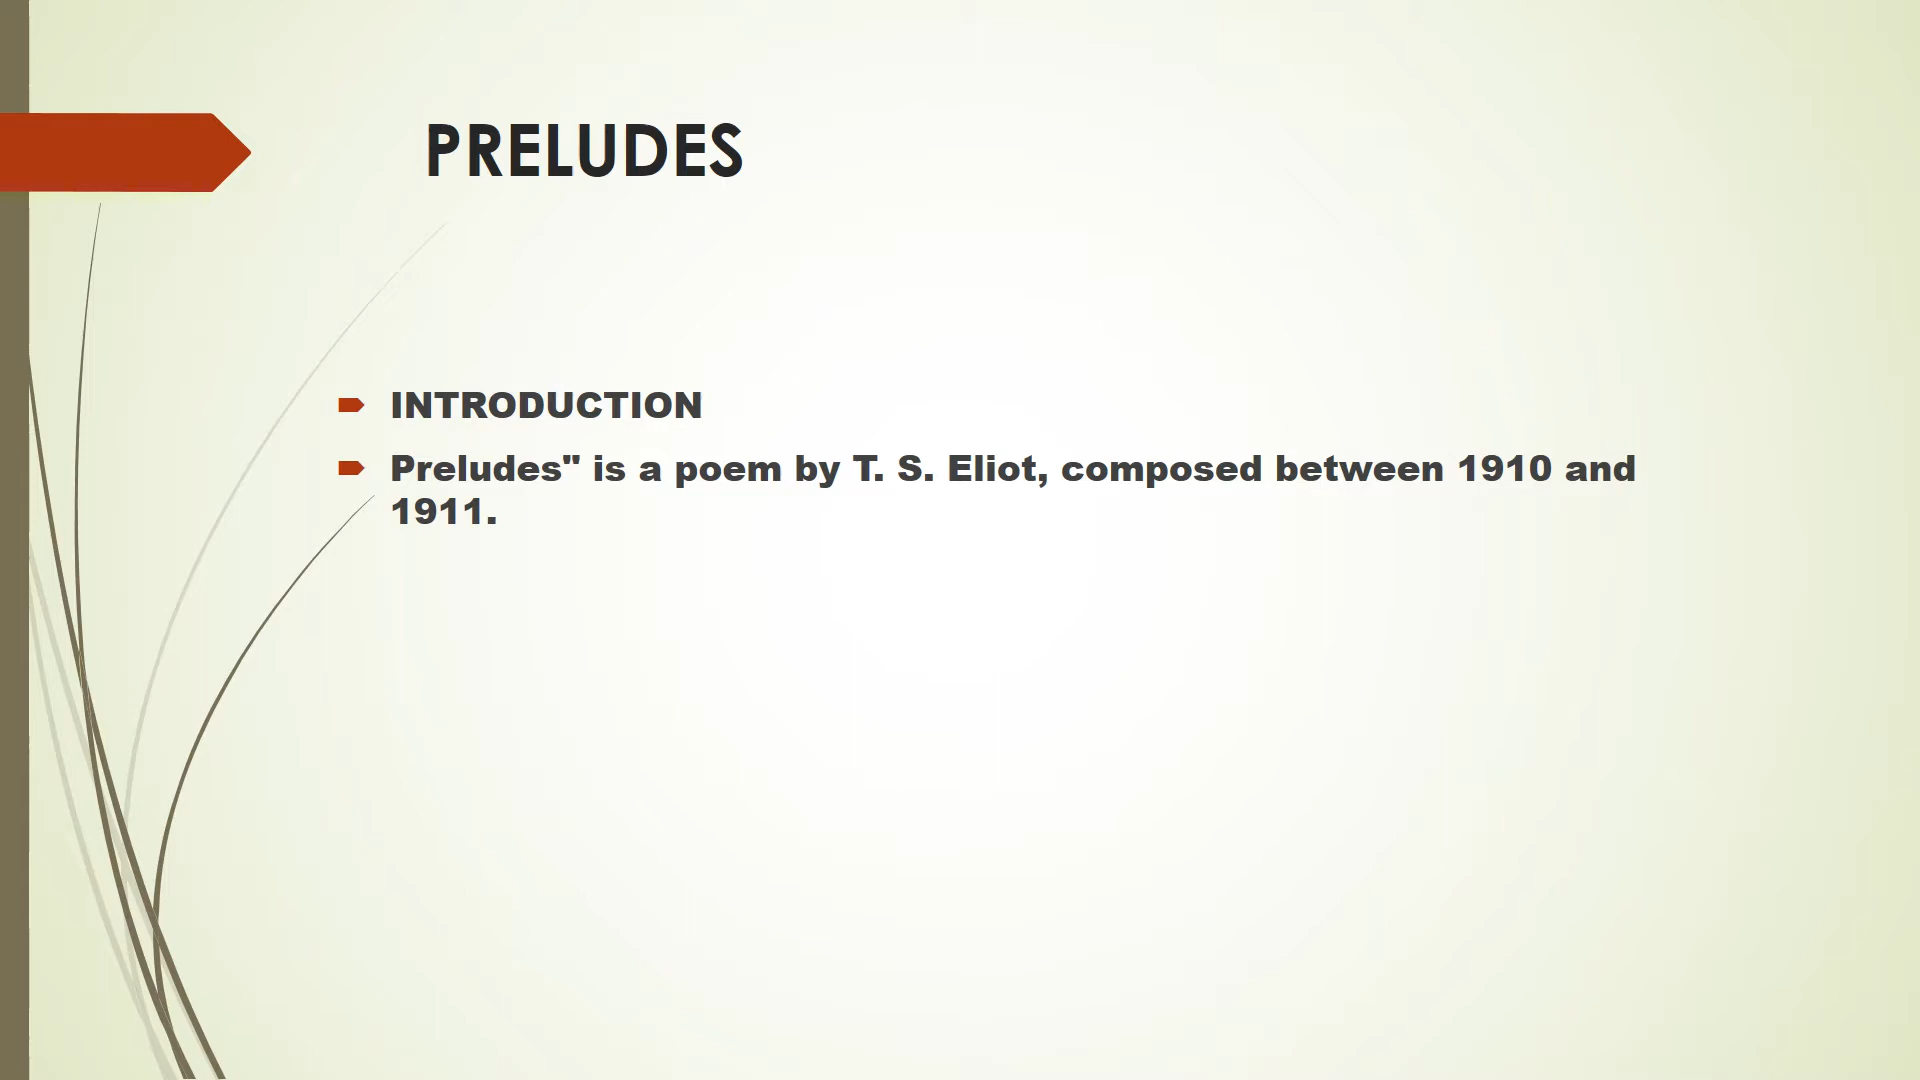 PRELUDES
INTRODUCTION
Preludes" is a poem by T. S. Eliot, composed between 1910 and
1911.